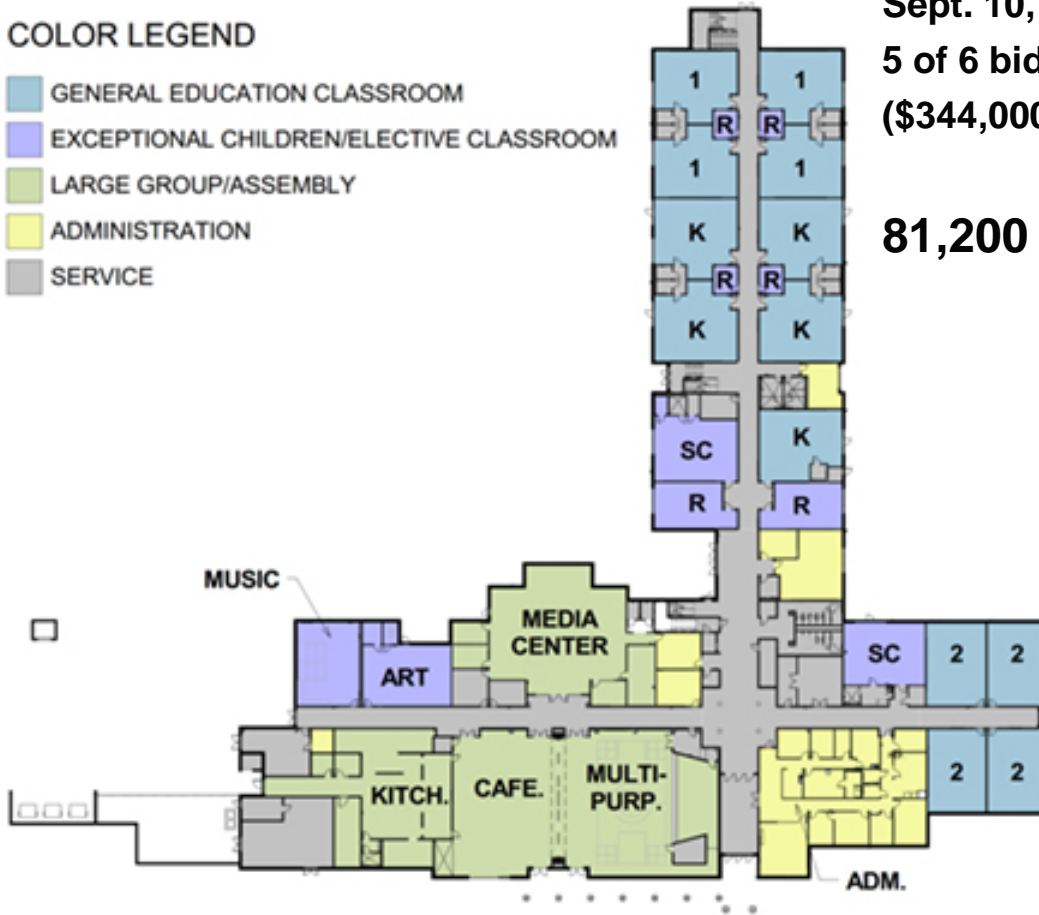 COLOR LEGEND
GENERAL EDUCATION CLASSROOM
EXCEPTIONAL CHILDREN/ELECTIVE CLASSROOM
LARGE GROUP/ASSEMBLY
ADMINISTRATION
SERVICE
Sept. 10,
5 of 6 bid
($344,000
81,200
1 1
R R
1 1
K K
R R
K K
SC K
R R
MUSIC
MEDIA
CENTER
ART
SC 2 2
KITCH.
CAFE.
MULTI-
PURP.
2 2
ADM.